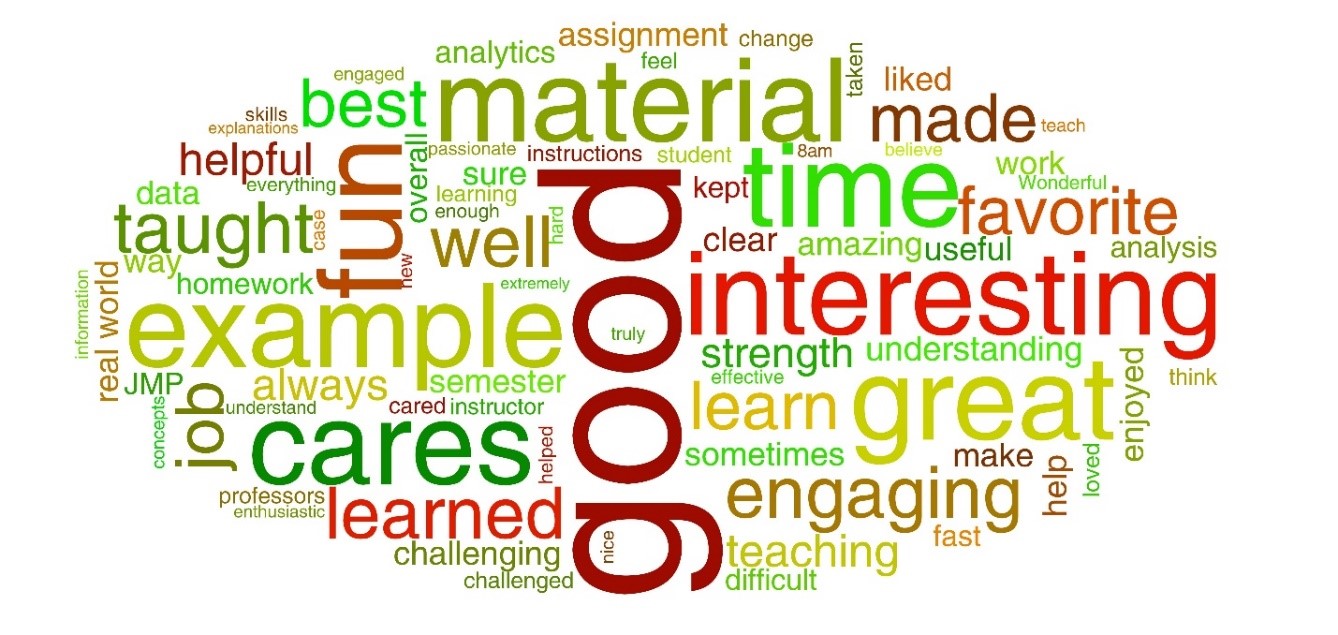 assignment
change
analytics
feel
taken
engaged
material
liked
best
made
skills
explanations
teach
helpful
fun
overall
passionate
instructions
student
8am
believe
time
work
Wonderful
everything
sure
kept
data
learning
favorite
taught
case
enough
hard
well
good
clear
amazing
useful
analysis
way
new
homework
extremely
interesting
information
real world
example
truly
strength
understanding
JMP
always
semester
effective
great
enjoyed
think
concepts
job
understand
cared
instructor
learn
cares
helped
sometimes
make
help
loved
professors
enthusiastic
learned
engaging
fast
challenging
nice
teaching
challenged
difficult